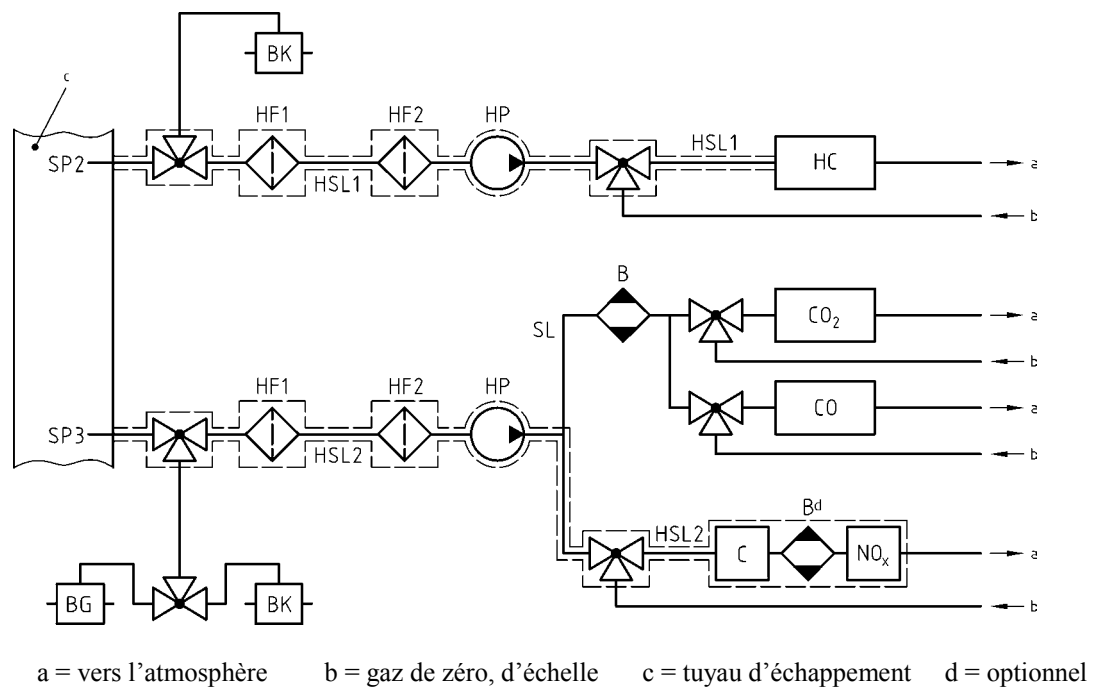 BK
c
HF1
HF2
HP
HSL1
SP2
HSL1
HC
a
b
B
SL
CO₂
a
b
HF1
HF2
HP
CO
a
SP3
HSL2
b
HSL2
Bᵈ
C
NOₓ
a
BG
BK
b
a = vers l’atmosphère b = gaz de zéro, d’échelle c = tuyau d’échappement d = optionnel